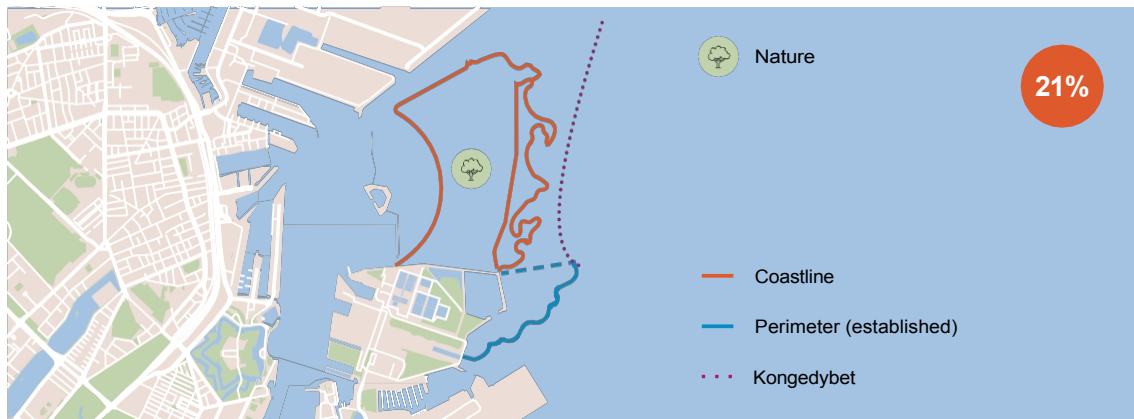 Nature
21%
Coastline
Perimeter (established)
Kongedybet